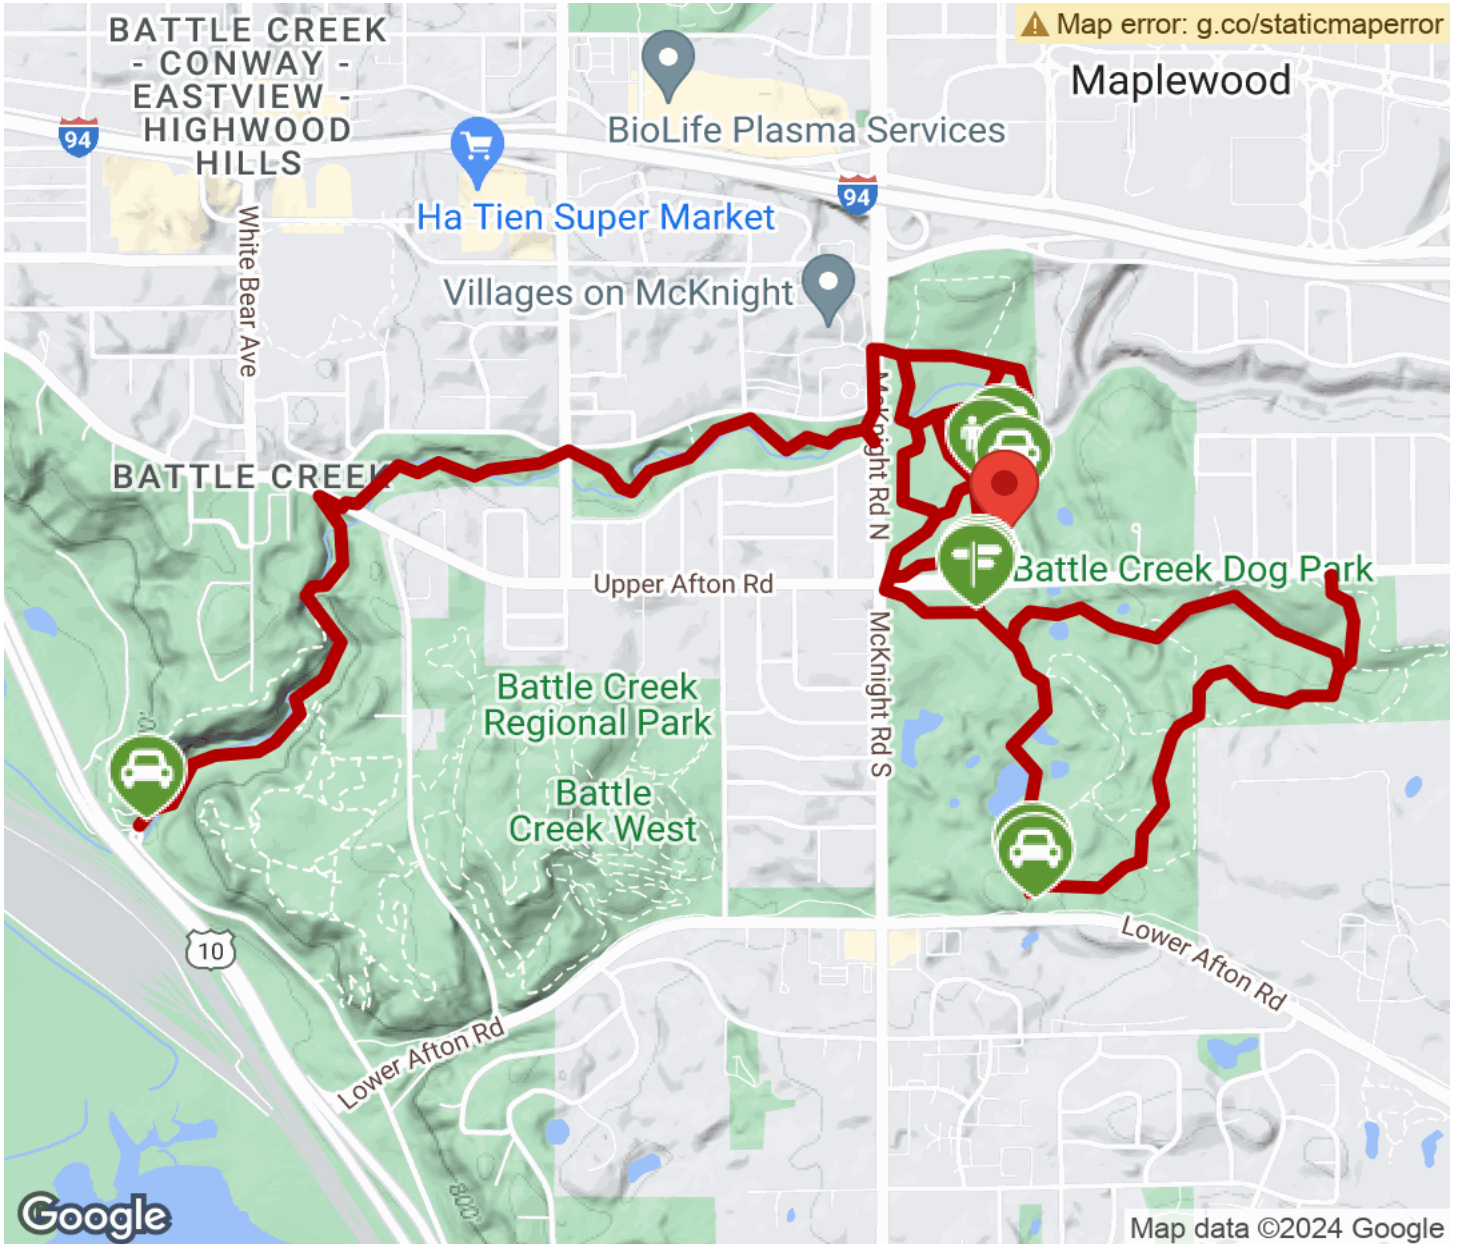 BATTLE CREEK
- CONWAY -
EASTVIEW -
HIGHWOOD
HILLS
Map error: g.co/staticmaperror
Maplewood
94
BioLife Plasma Services
94
Ha Tien Super Market
White Bear Ave
Villages on McKnight
McKnight Rd N
BATTLE CREEK
Upper Afton Rd
Battle Creek Dog Park
McKnight Rd S
Battle Creek
Regional Park
Battle
Creek West
10
Lower Afton Rd
Lower Afton Rd
800'
Google
Map data ©2024 Google